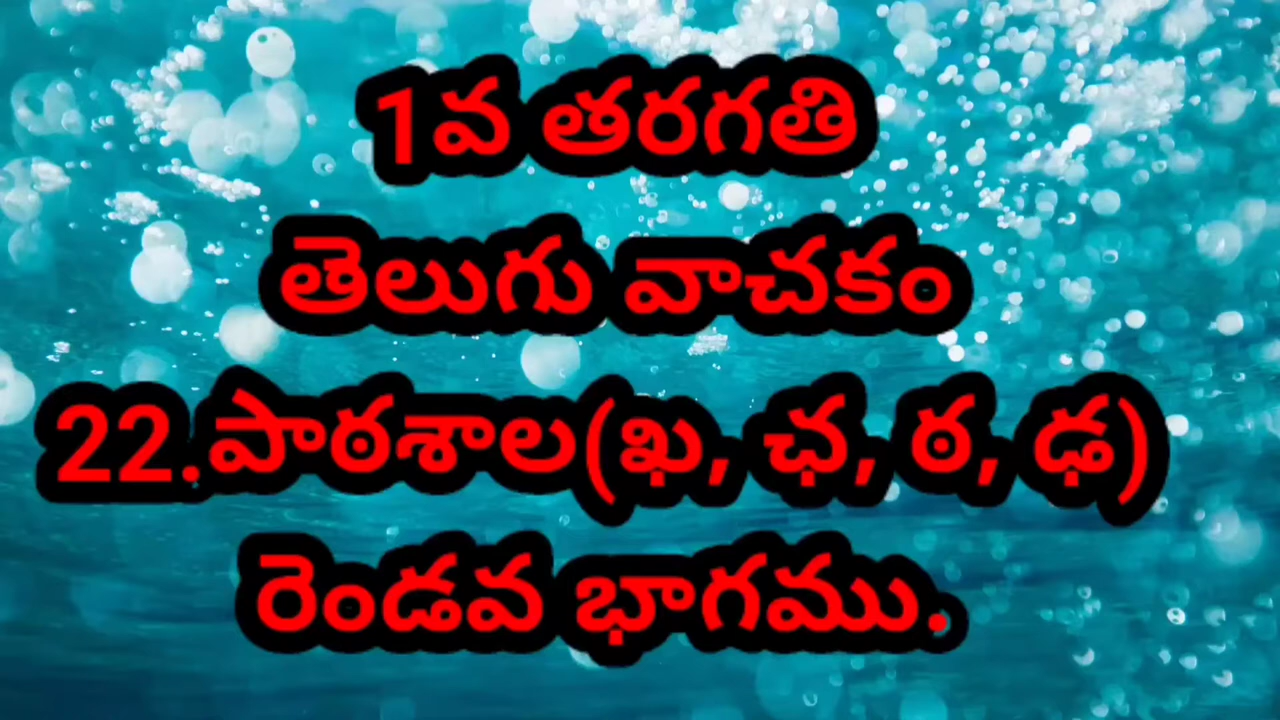 1వ తరగతి
తెలుగు వాచకం
22.పాఠశాల(ఖ, ఛ, ఠ, ఢ)
రెండవ భాగము.